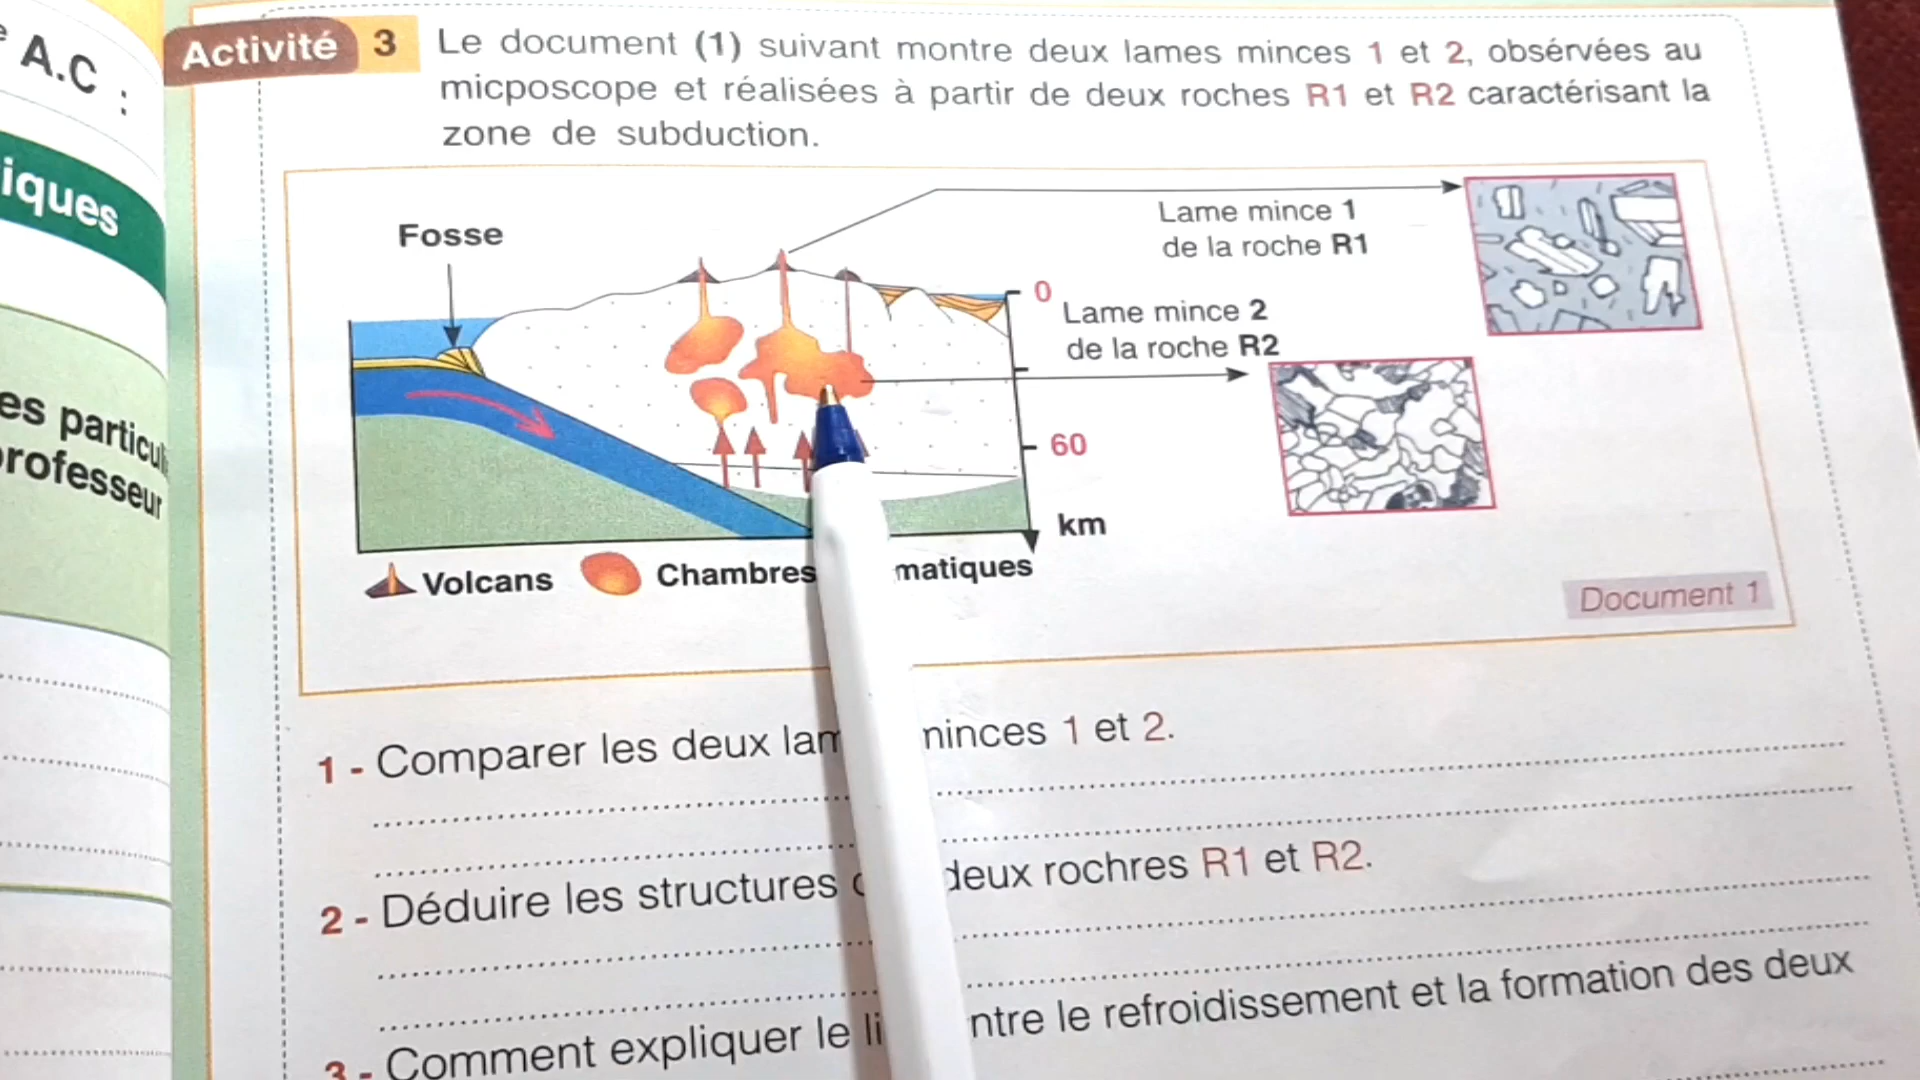 A.C :
iques
es particul
rofesseur
Activité 3
Le document (1) suivant montre deux lames minces 1 et 2, obsérvées au
micposcope et réalisées à partir de deux roches R1 et R2 caractérisant la
zone de subduction.
Fosse
Lame mince 1
de la roche R1
0
Lame mince 2
de la roche R2
60
km
Volcans
Chambres matiques
Document 1
1 - Comparer les deux lam minces 1 et 2.
2 - Déduire les structures deux rochres R1 et R2.
3 - Comment expliquer le li ntre le refroidissement et la formation des deux